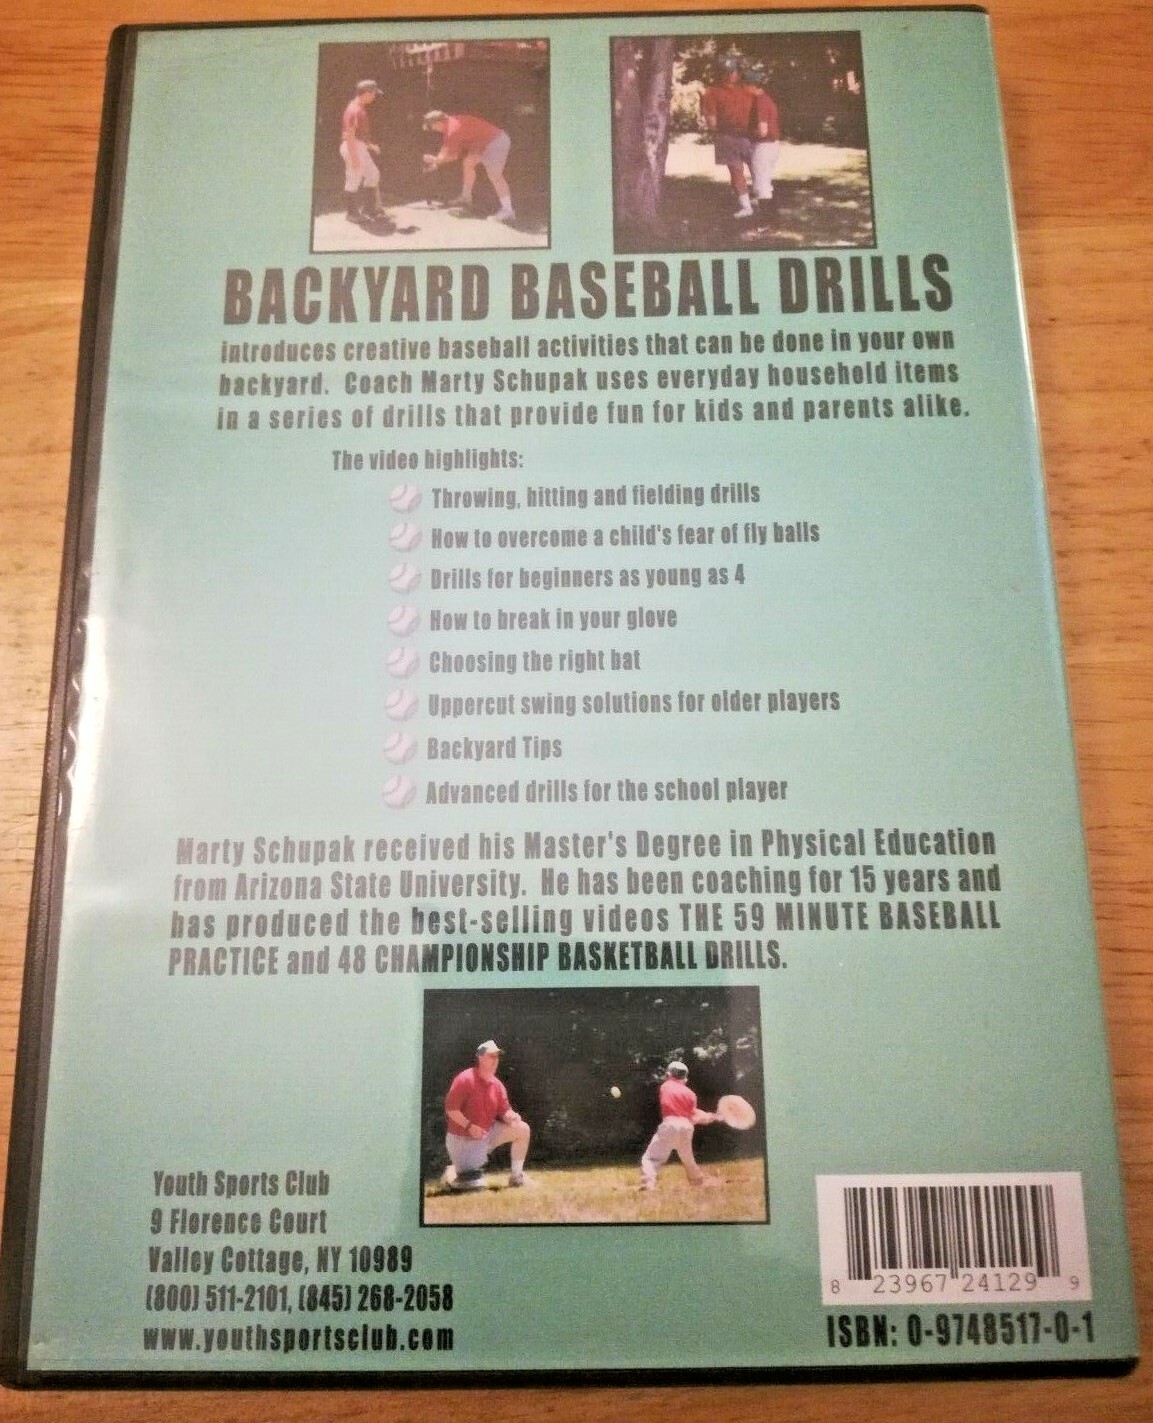 BACKYARD BASEBALL DRILLS
introduces creative baseball activities that can be done in your own
backyard. Coach Marty Schupak uses everyday household items
in a series of drills that provide fun for kids and parents alike.
The video highlights:
Throwing, hitting and fielding drills
How to overcome a child's fear of fly balls
Drills for beginners as young as 4
How to break in your glove
Choosing the right bat
Uppercut swing solutions for older players
Backyard Tips
Advanced drills for the school player
Marty Schupak received his Master's Degree in Physical Education
from Arizona State University. He has been coaching for 15 years and
has produced the best-selling videos THE 59 MINUTE BASEBALL
PRACTICE and 48 CHAMPIONSHIP BASKETBALL DRILLS.
Youth Sports Club
9 Florence Court
Valley Cottage, NY 10989
(800) 511-2101, (845) 268-2058
www.youthsportsclub.com
8 23967 24129 9
ISBN: 0-9748517-0-1